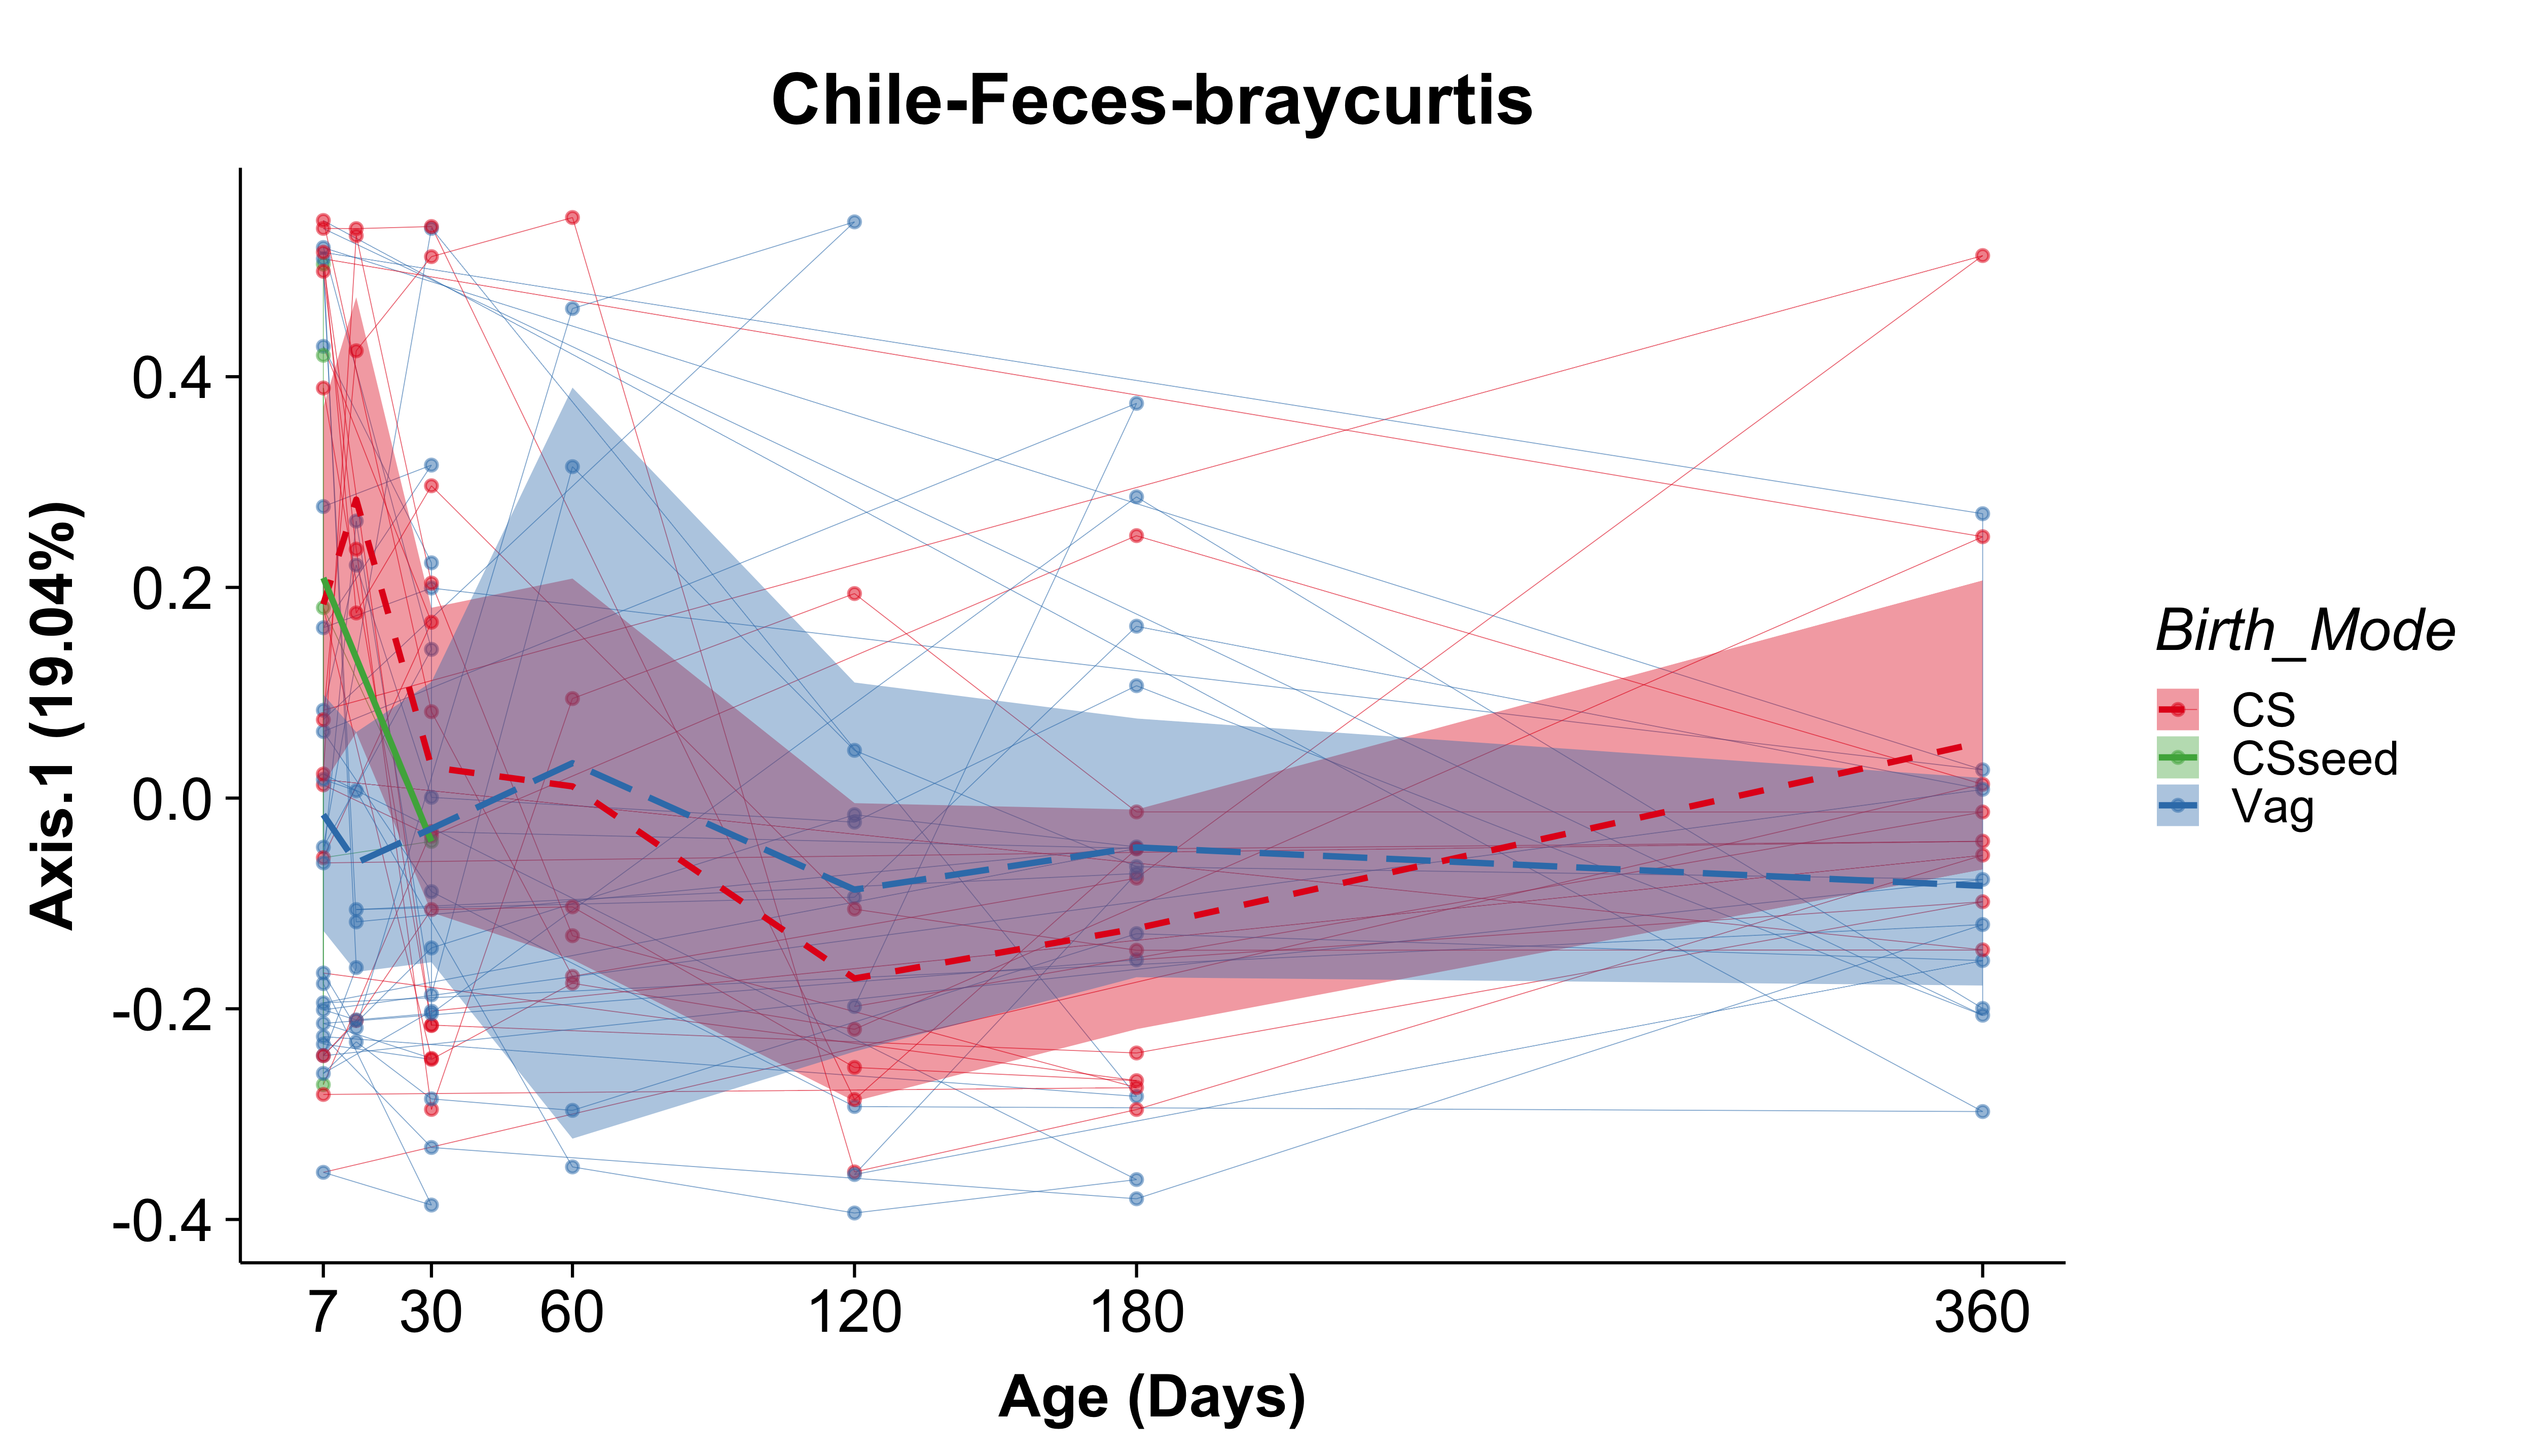 Chile-Feces-braycurtis
Axis.1 (19.04%)
0.4
0.2
0.0
-0.2
-0.4
7 30 60 120 180 360
Age (Days)
Birth_Mode
CS
CSseed
Vag